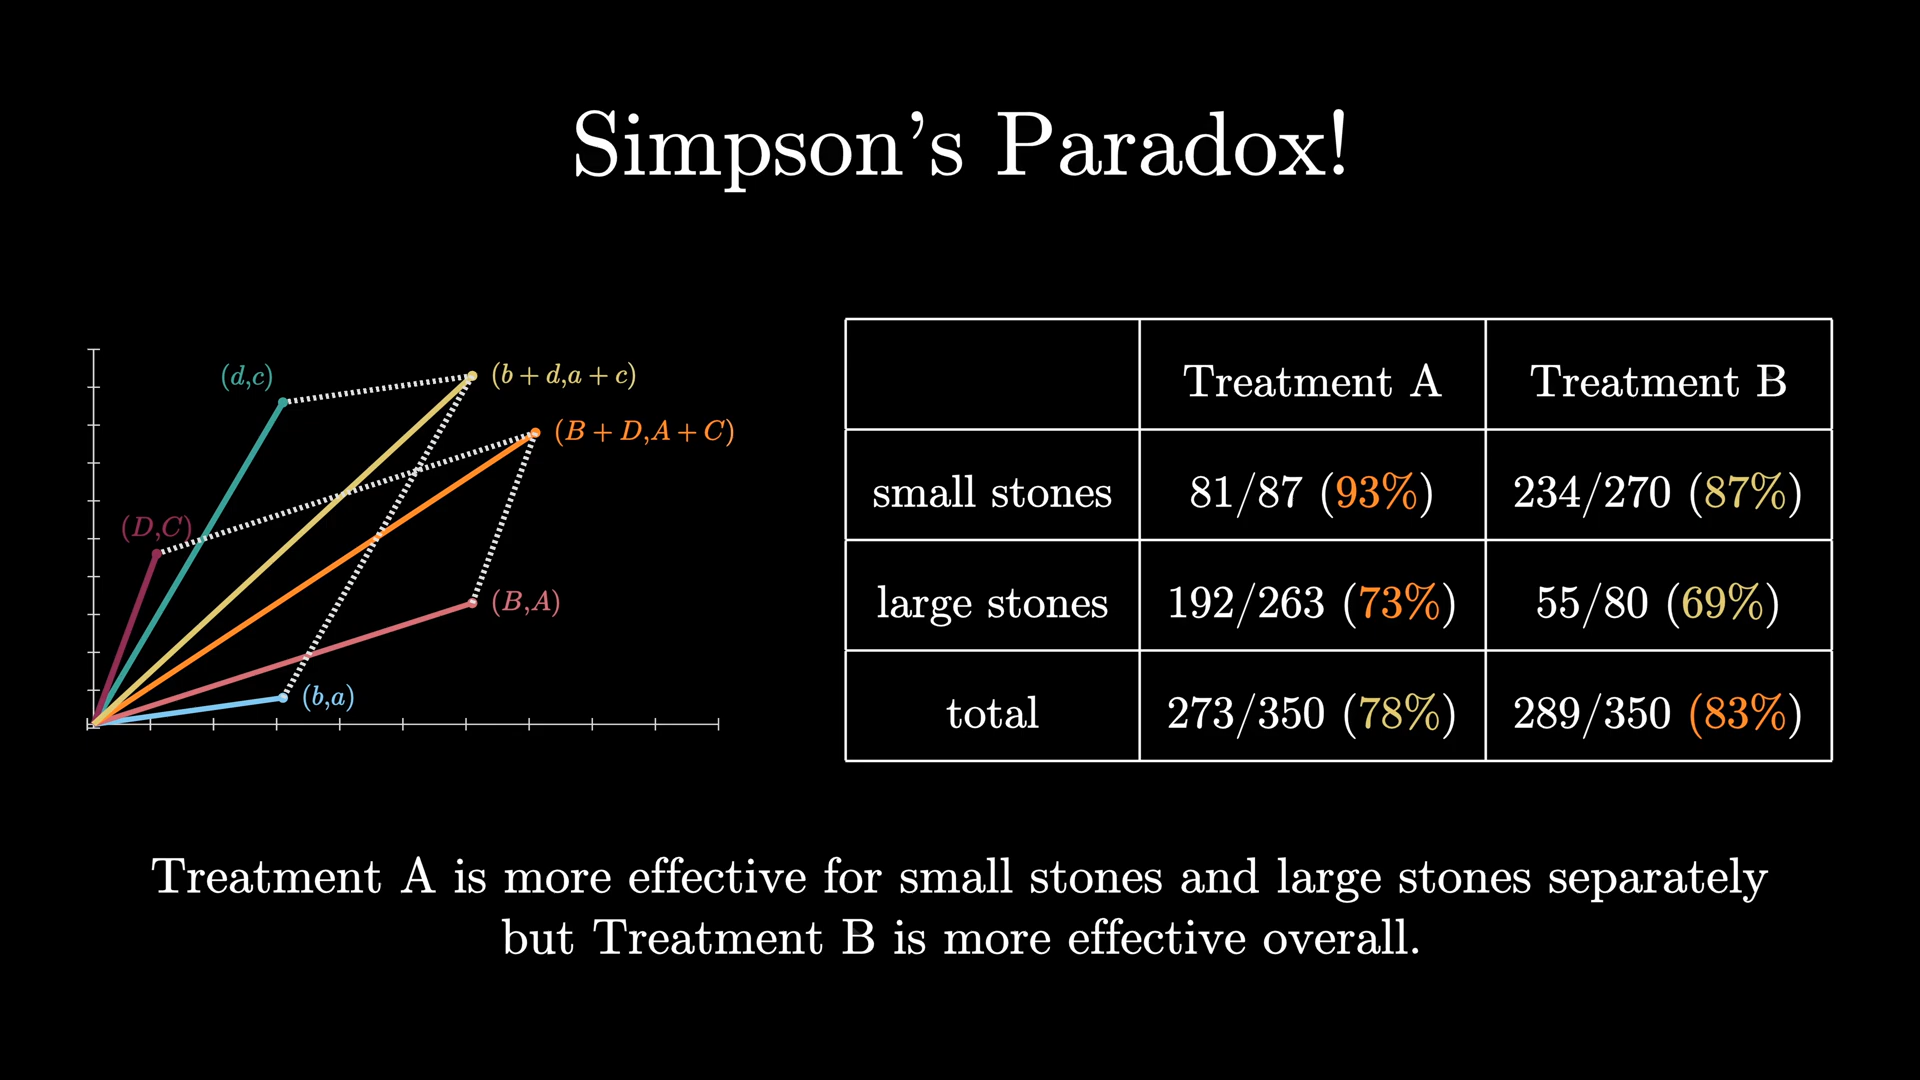 Simpson's Paradox!
(d,c)
(b + d,a + c)
(B + D,A + C)
(D,C)
(B,A)
(b,a)
Treatment A Treatment B
small stones 81/87 (93%) 234/270 (87%)
large stones 192/263 (73%) 55/80 (69%)
total 273/350 (78%) 289/350 (83%)
Treatment A is more effective for small stones and large stones separately
but Treatment B is more effective overall.